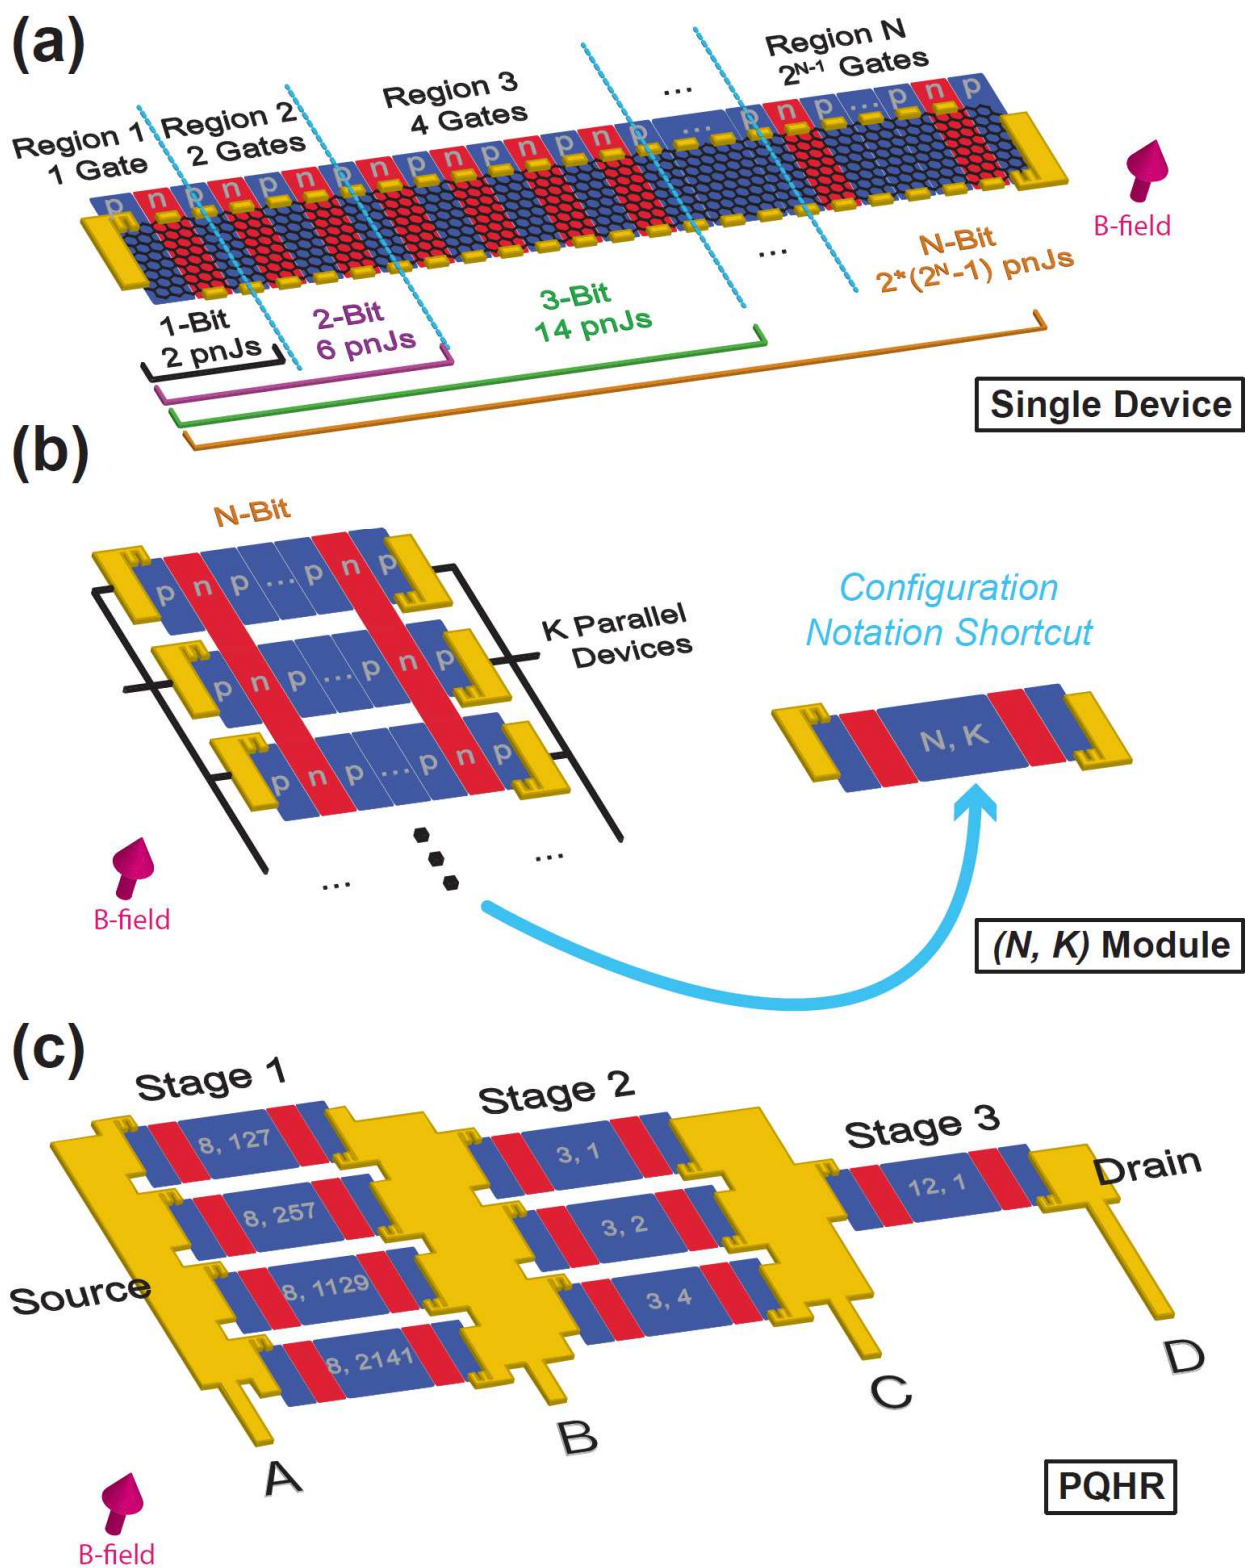 (a)
Region 1
1 Gate
Region 2
2 Gates
Region 3
4 Gates
...
Region N
2^{N-1} Gates
p n p n p n p n p n p n p n p ... p n p ... p n p
B-field
1-Bit
2 pnJs
2-Bit
6 pnJs
3-Bit
14 pnJs
...
N-Bit
2*(2^N-1) pnJs
Single Device
(b)
N-Bit
p n p ... p n p
p n p ... p n p
p n p ... p n p
K Parallel
Devices
... ...
B-field
Configuration
Notation Shortcut
N, K
(N, K) Module
(c)
Stage 1
Stage 2
Stage 3
8, 127
8, 257
8, 1129
8, 2141
3, 1
3, 2
3, 4
12, 1
Source
Drain
A
B
C
D
B-field
PQHR